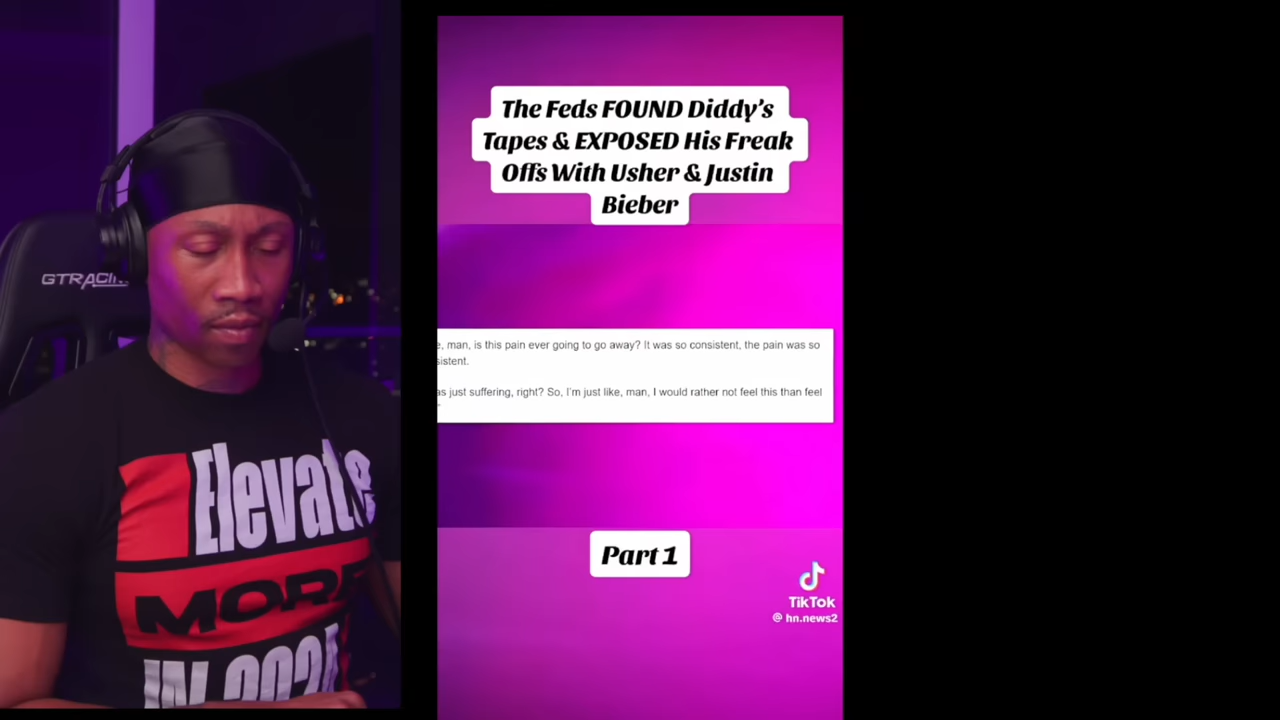 The Feds FOUND Diddy's
Tapes & EXPOSED His Freak
Offs With Usher & Justin
Bieber
GTRACIN
e, man, is this pain ever going to go away? It was so consistent, the pain was so
sistent.
as just suffering, right? So, I'm just like, man, I would rather not feel this than feel
Elevate
MORE
IN 202
Part 1
TikTok
@ hn.news2